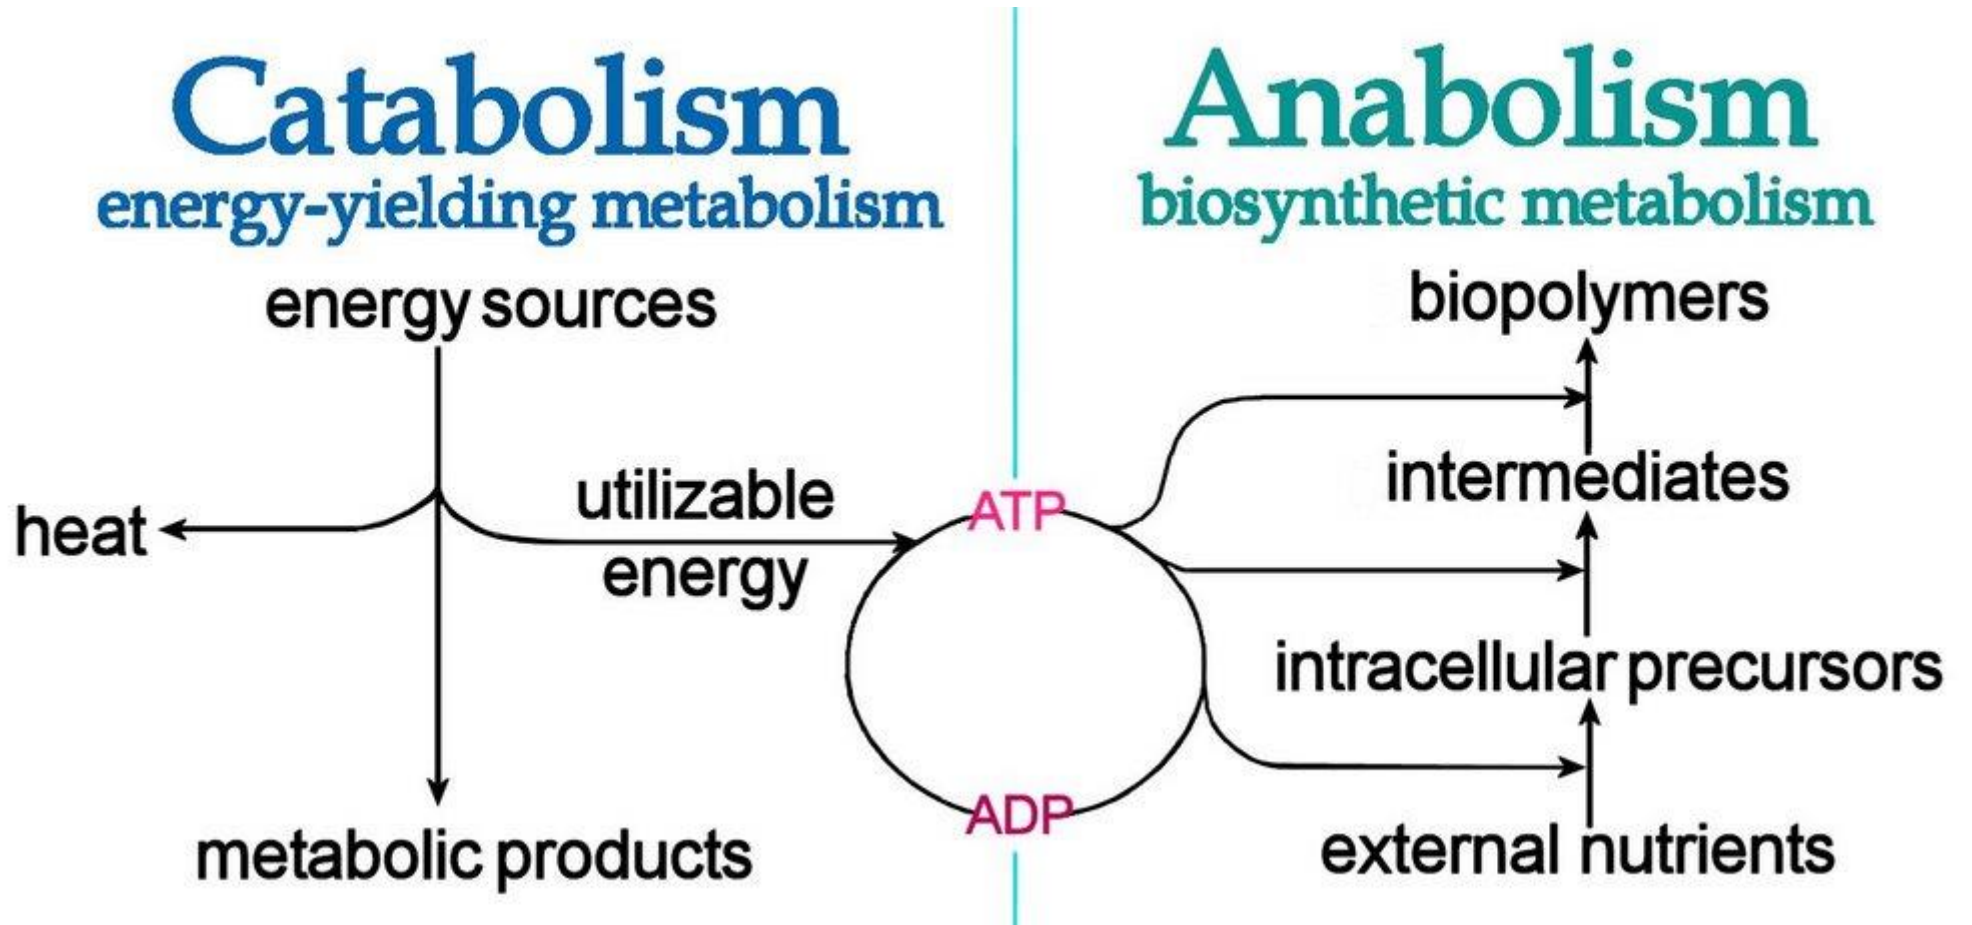 Catabolism
energy-yielding metabolism
energy sources
heat
utilizable
energy
metabolic products
ATP
ADP
Anabolism
biosynthetic metabolism
biopolymers
intermediates
intracellular precursors
external nutrients